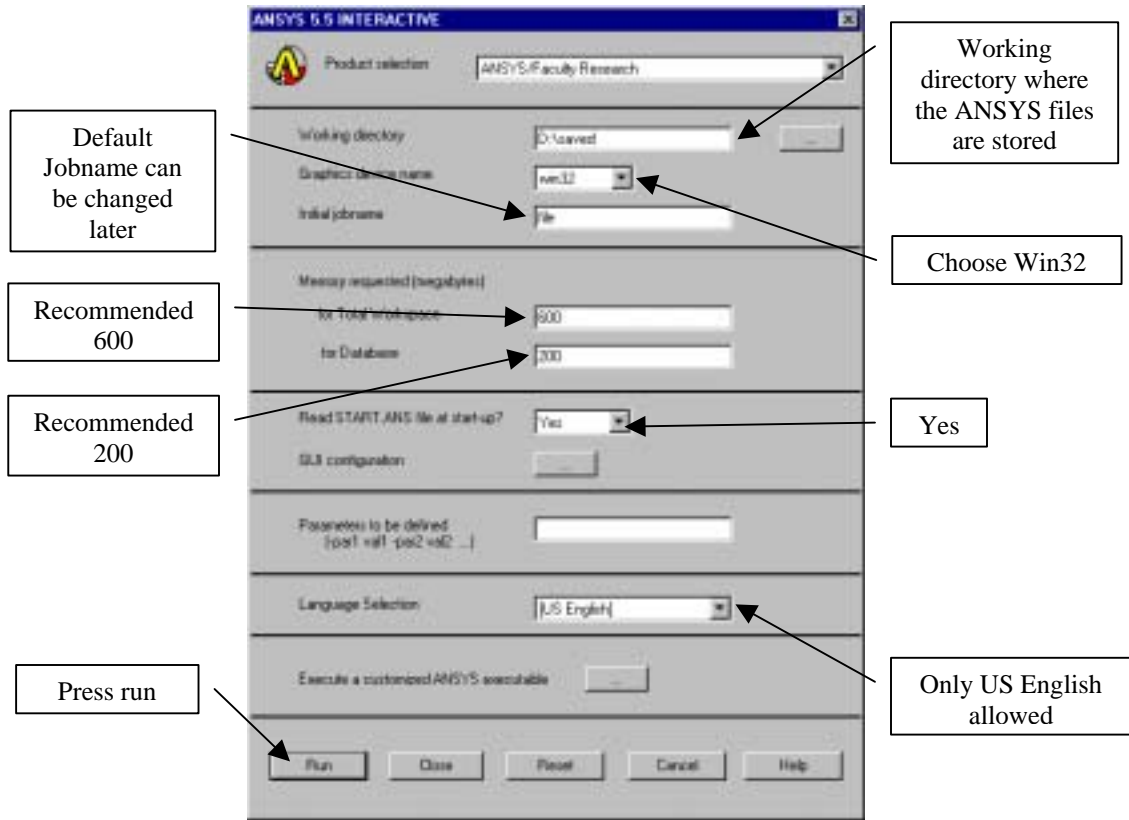 ANSYS 5.5 INTERACTIVE
Product selection
ANSYS/Faculty Research
Working directory
D:\saved
...
Graphics device name
win32
Initial jobname
file
Memory requested (megabytes)
for Total Workspace
600
for Database
200
Read START.ANS file at start-up?
Yes
GUI configuration
...
Parameters to be defined
(-par1 val1 -par2 val2 ...)
Language Selection
[US English]
Execute a customized ANSYS executable
...
Run
Close
Reset
Cancel
Help
Default
Jobname can
be changed
later
Recommended
600
Recommended
200
Press run
Working
directory where
the ANSYS files
are stored
Choose Win32
Yes
Only US English
allowed